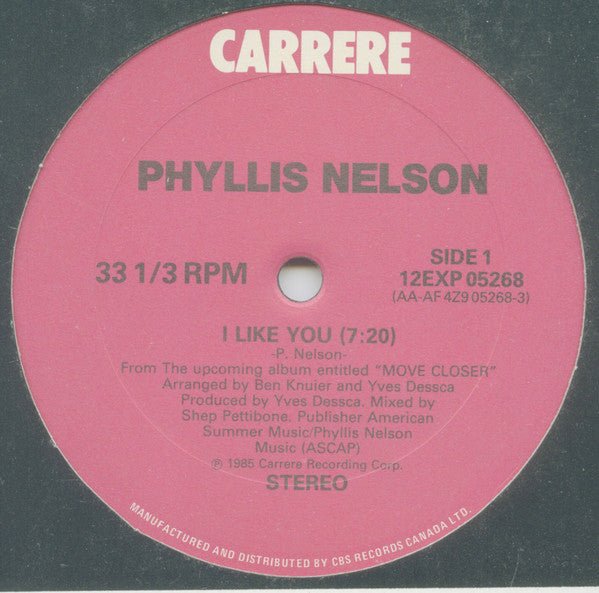 CARRERE
PHYLLIS NELSON
33 1/3 RPM
SIDE 1
12EXP 05268
(AA-AF 4Z9 05268-3)
I LIKE YOU (7:20)
-P. Nelson-
From The upcoming album entitled "MOVE CLOSER"
Arranged by Ben Knuier and Yves Dessca
Produced by Yves Dessca. Mixed by
Shep Pettibone. Publisher American
Summer Music/Phyllis Nelson
Music (ASCAP)
℗ 1985 Carrere Recording Corp.
STEREO
MANUFACTURED AND DISTRIBUTED BY CBS RECORDS CANADA LTD.